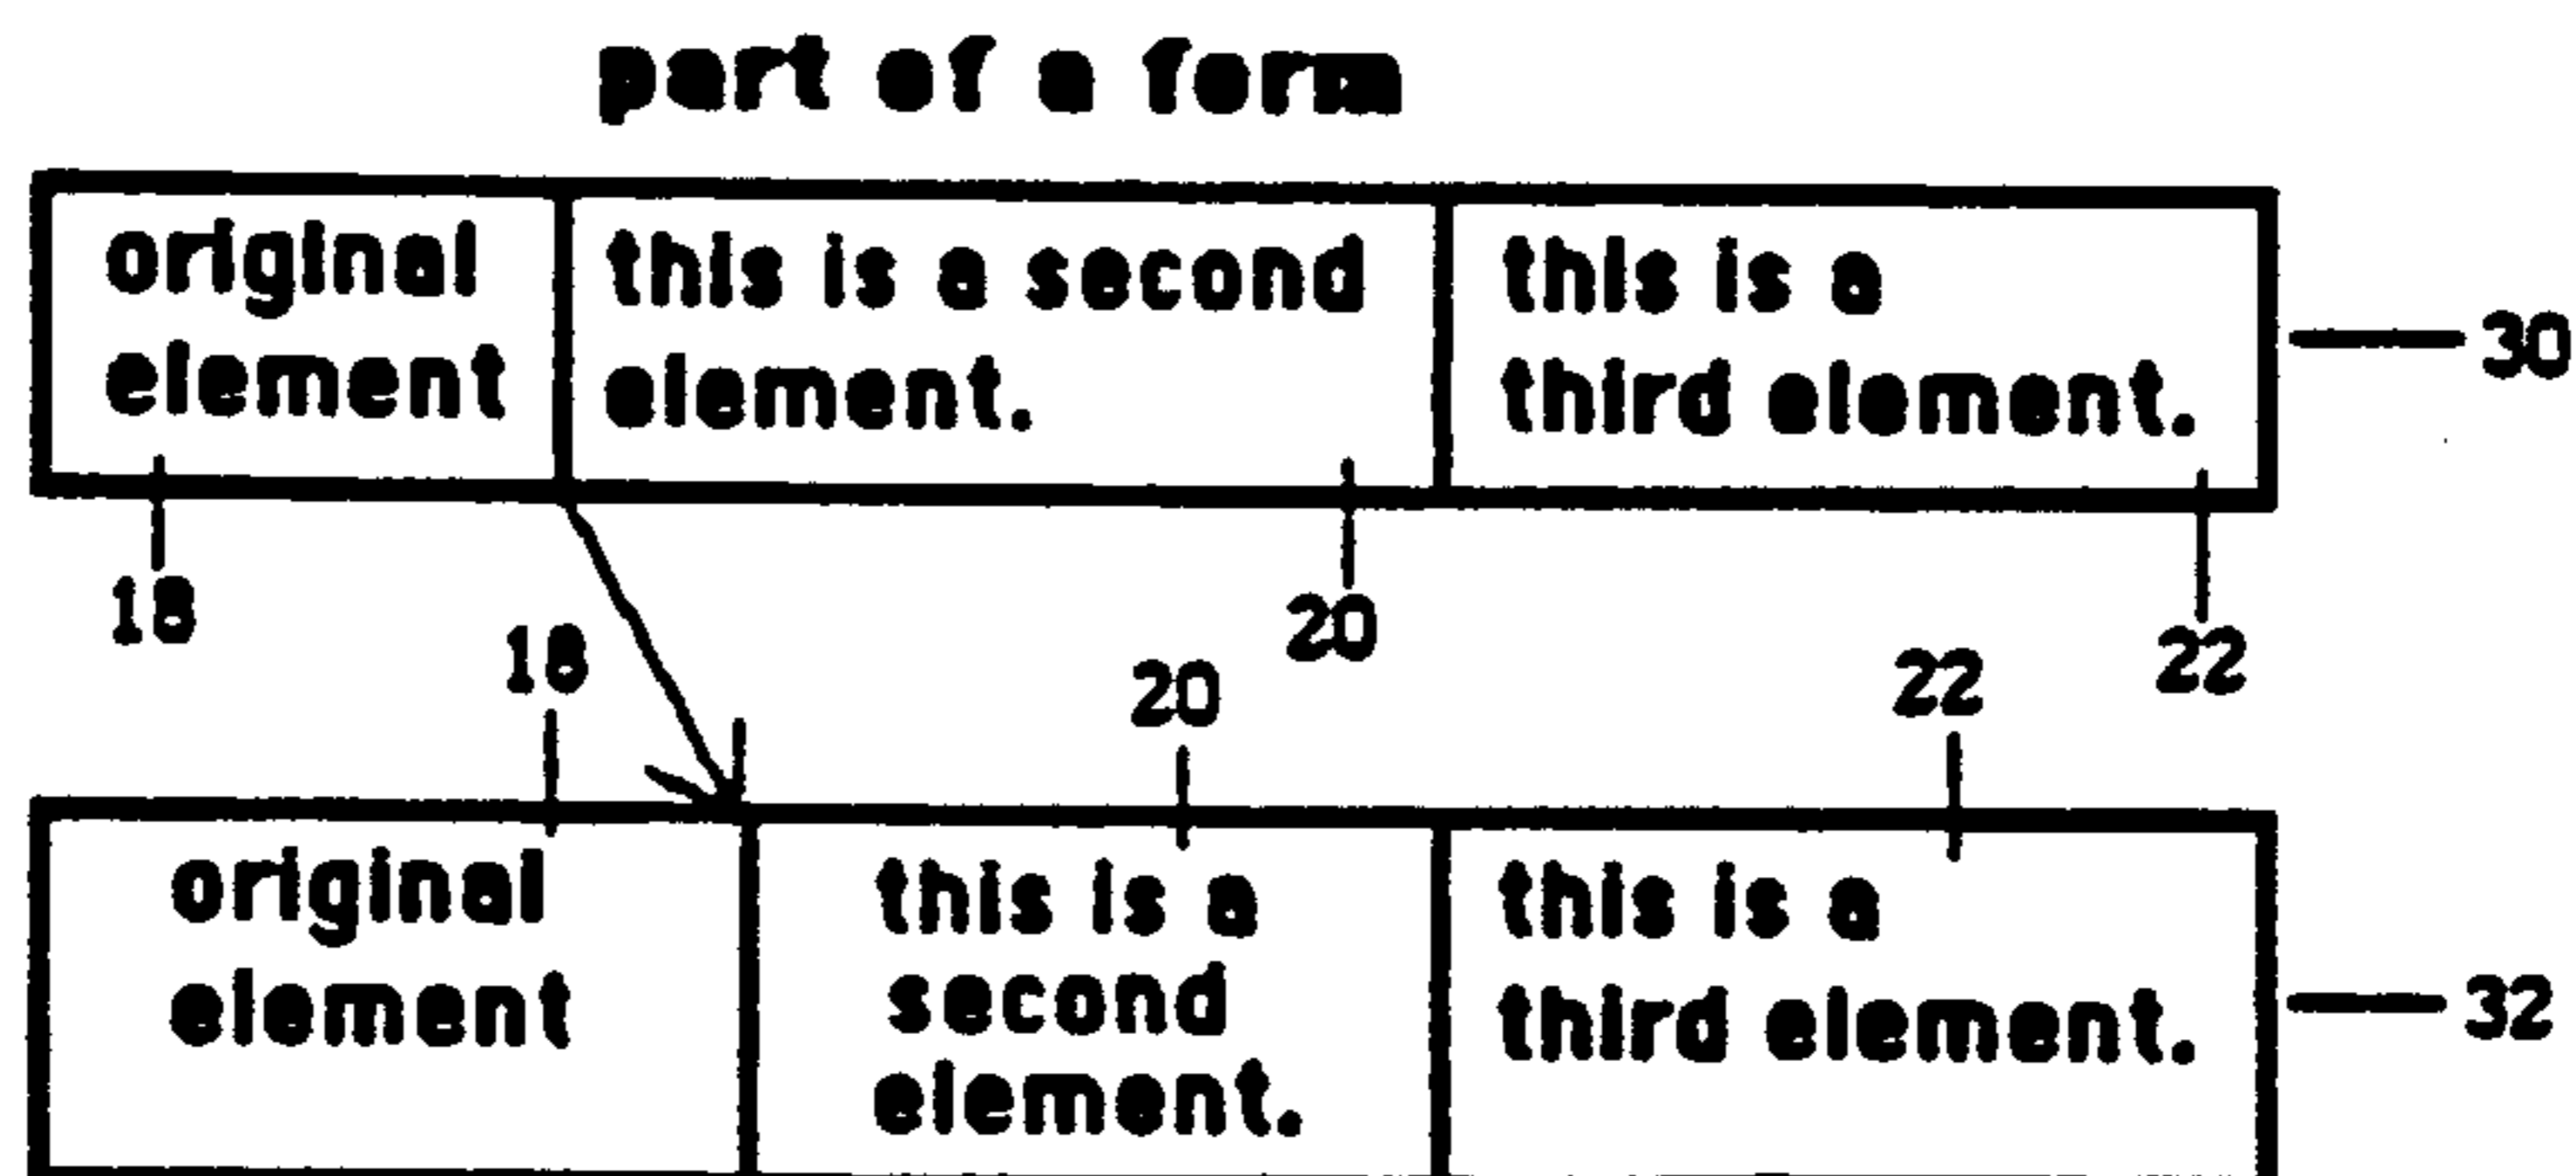 part of a form
original
element
this is a second
element.
this is a
third element.
30
18
20
22
18
20
22
original
element
this is a
second
element.
this is a
third element.
32